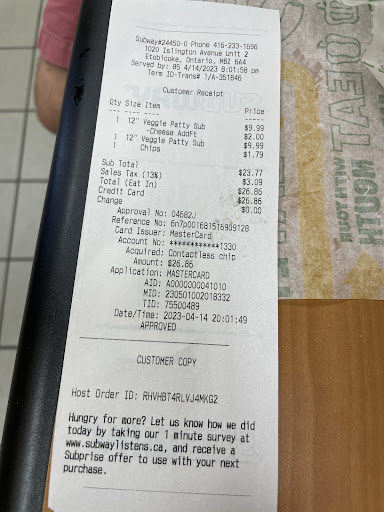 Subway#24450-0 Phone 416-233-1696
1020 Islington Avenue Unit 2
Etobicoke, Ontario, M8Z 6A4
Served by: 85 4/14/2023 8:01:58 pm
Term ID-Trans# 1/A-351846
Customer Receipt
Qty Size Item Price
--- ---- ---- -----
1 12" Veggie Patty Sub $9.99
-Cheese AddFt $2.00
1 12" Veggie Patty Sub $9.99
1 Chips $1.79
Sub Total $23.77
Sales Tax (13%) $3.09
Total (Eat In) $26.86
Credit Card $26.86
Change $0.00
Approval No: 04682J
Reference No: 6n7p001681516909128
Card Issuer: MasterCard
Account No: ************1330
Acquired: Contactless chip
Amount: $26.86
Application: MASTERCARD
AID: A0000000041010
MID: 230501002018332
TID: 75500489
Date/Time: 2023-04-14 20:01:49
APPROVED
CUSTOMER COPY
Host Order ID: RHVHBT4RLVJ4MKG2
Hungry for more? Let us know how we did
today by taking our 1 minute survey at
www.subwaylistens.ca, and receive a
Subprise offer to use with your next
purchase.